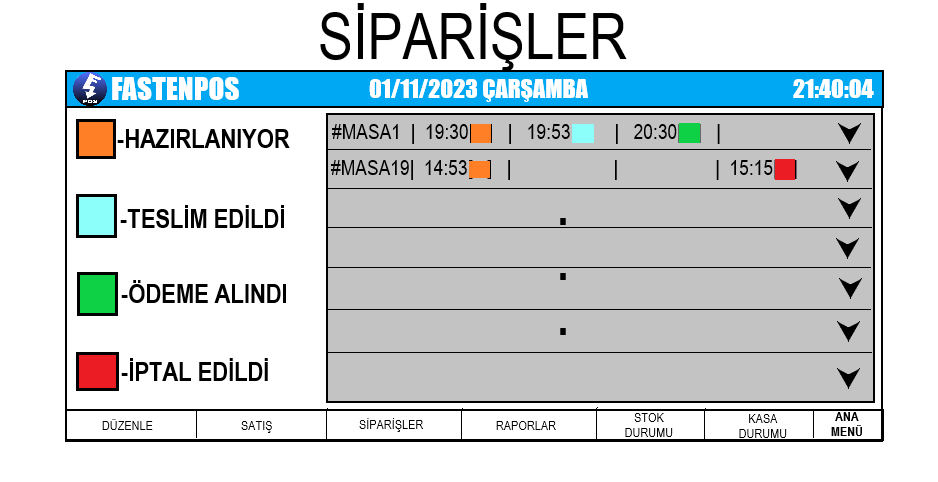 SİPARİŞLER
POS FASTENPOS 01/11/2023 ÇARŞAMBA 21:40:04
-HAZIRLANIYOR
-TESLİM EDİLDİ
-ÖDEME ALINDI
-İPTAL EDİLDİ
#MASA1 | 19:30 | 19:53 | 20:30 |
#MASA19| 14:53 | | | 15:15
.
.
.
DÜZENLE SATIŞ SİPARİŞLER RAPORLAR STOK DURUMU KASA DURUMU ANA MENÜ